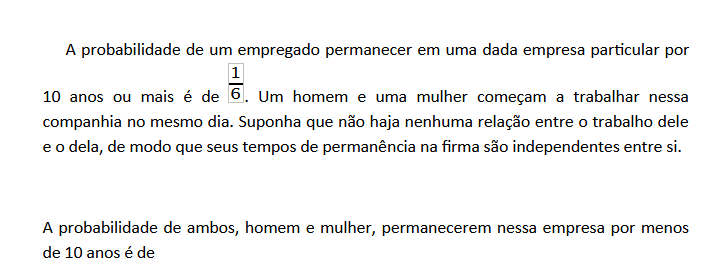 A probabilidade de um empregado permanecer em uma dada empresa particular por
10 anos ou mais é de 1/6. Um homem e uma mulher começam a trabalhar nessa
companhia no mesmo dia. Suponha que não haja nenhuma relação entre o trabalho dele
e o dela, de modo que seus tempos de permanência na firma são independentes entre si.
A probabilidade de ambos, homem e mulher, permanecerem nessa empresa por menos
de 10 anos é de